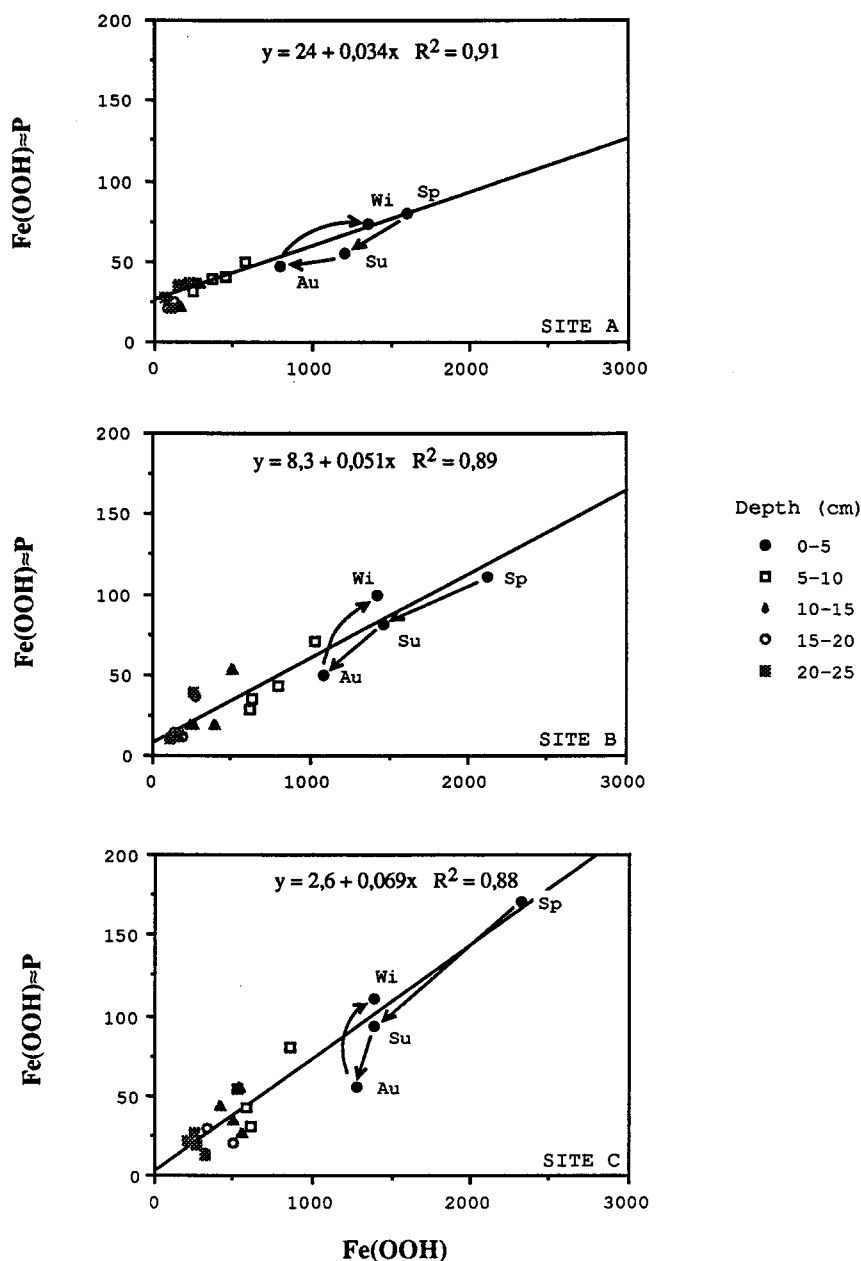 200
y = 24 + 0,034x R² = 0,91
150
Fe(OOH)≈P
100
Wi
Sp
50
Su
Au
0
SITE A
0
1000
2000
3000
200
y = 8,3 + 0,051x R² = 0,89
150
Fe(OOH)≈P
100
Wi
Sp
Su
50
Au
0
SITE B
0
1000
2000
3000
Depth (cm)
0-5
5-10
10-15
15-20
20-25
200
y = 2,6 + 0,069x R² = 0,88
Sp
150
Fe(OOH)≈P
Wi
100
Su
Au
50
0
SITE C
0
1000
2000
3000
Fe(OOH)